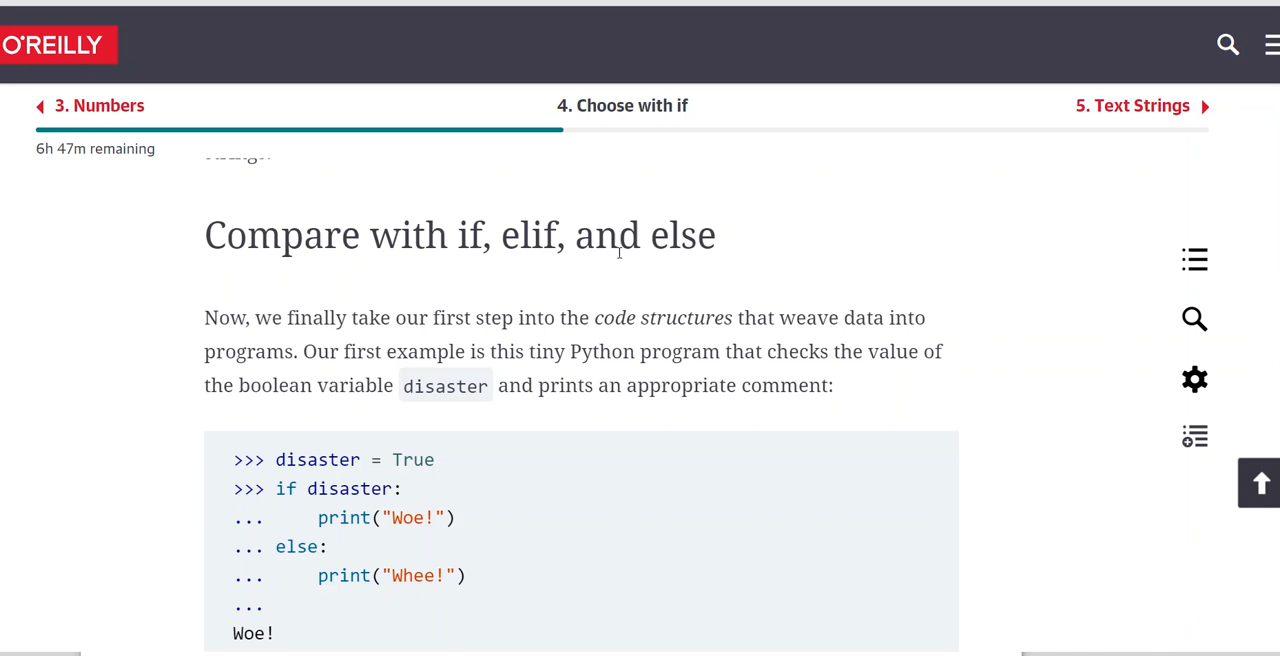 O'REILLY
3. Numbers
4. Choose with if
5. Text Strings
6h 47m remaining
Compare with if, elif, and else
Now, we finally take our first step into the code structures that weave data into
programs. Our first example is this tiny Python program that checks the value of
the boolean variable disaster and prints an appropriate comment:
>>> disaster = True
>>> if disaster:
...     print("Woe!")
... else:
...     print("Whee!")
...
Woe!